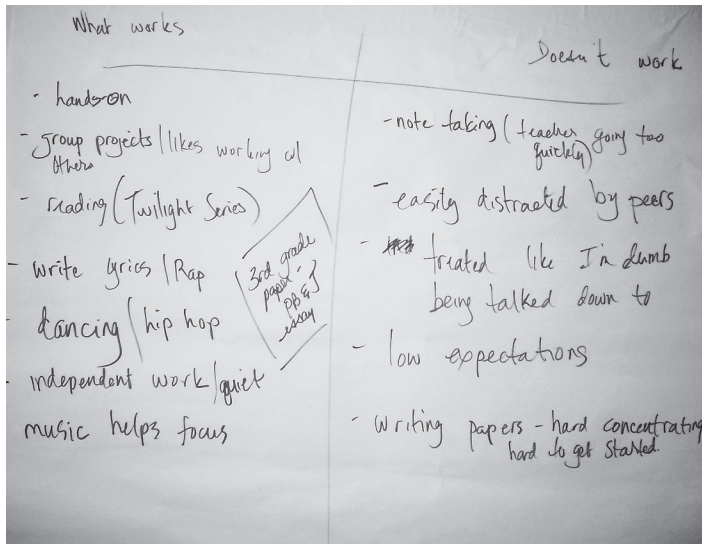 What works
- hands-on
- group projects/likes working w/
others
- reading (Twilight Series)
- write lyrics/Rap
- dancing/hip hop
- independent work/quiet
music helps focus
3rd grade
paper -
PB&J
essay
Doesn't work
- note taking (teacher going too
quickly)
- easily distracted by peers
- treated like I'm dumb
being talked down to
- low expectations
- writing papers - hard concentrating
hard to get started.